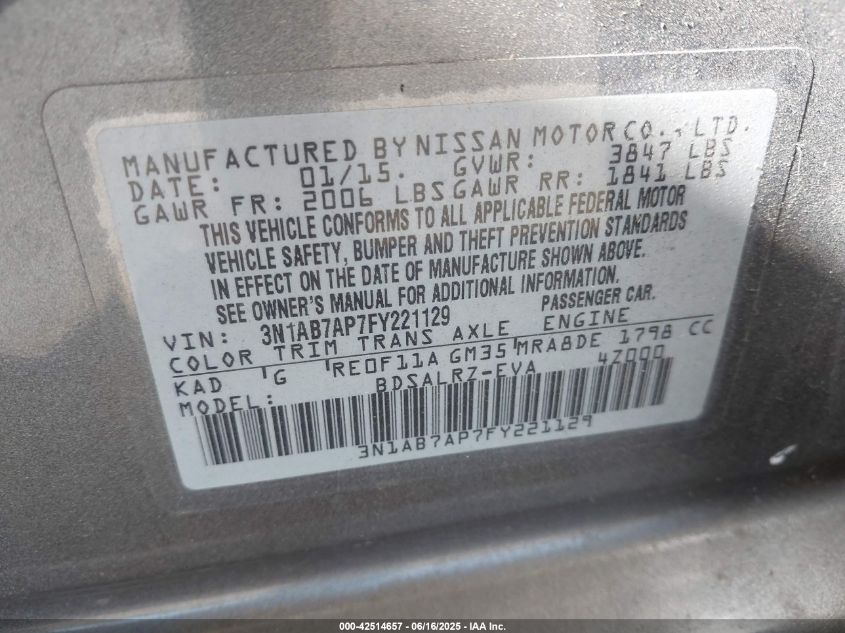 MANUFACTURED BY NISSAN MOTOR CO., LTD.
DATE: 01/15. GVWR: 3847 LBS
GAWR FR: 2006 LBS GAWR RR: 1841 LBS
THIS VEHICLE CONFORMS TO ALL APPLICABLE FEDERAL MOTOR
VEHICLE SAFETY, BUMPER AND THEFT PREVENTION STANDARDS
IN EFFECT ON THE DATE OF MANUFACTURE SHOWN ABOVE.
SEE OWNER'S MANUAL FOR ADDITIONAL INFORMATION.
VIN: 3N1AB7AP7FY221129 PASSENGER CAR.
COLOR TRIM TRANS AXLE ENGINE
KAD G RE0F11A GM35 MRA8DE 1798 CC
MODEL: BDSALRZ-EVA 4Z000
3N1AB7AP7FY221129
000-42514657 - 06/16/2025 - IAA Inc.